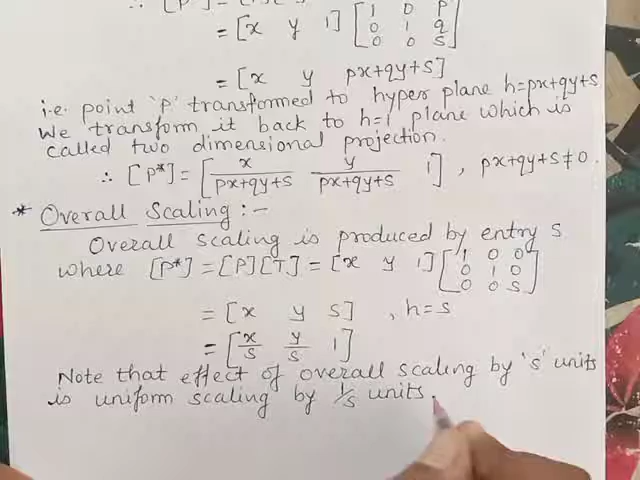 ∴ [P*] =
= [x y 1] [1 0 p
0 1 q
0 0 s]
= [x y px+qy+s]
i.e. point 'P' transformed to hyper plane h=px+qy+s
We transform it back to h=1 plane which is
called two dimensional projection.
∴ [P*] = [x/px+qy+s y/px+qy+s 1] , px+qy+s≠0.
* Overall Scaling :-
Overall scaling is produced by entry s
where [P*] = [P][T] = [x y 1] [1 0 0
0 1 0
0 0 s]
= [x y s] , h=s
= [x/s y/s 1]
Note that effect of overall scaling by 's' units
is uniform scaling by 1/s units.